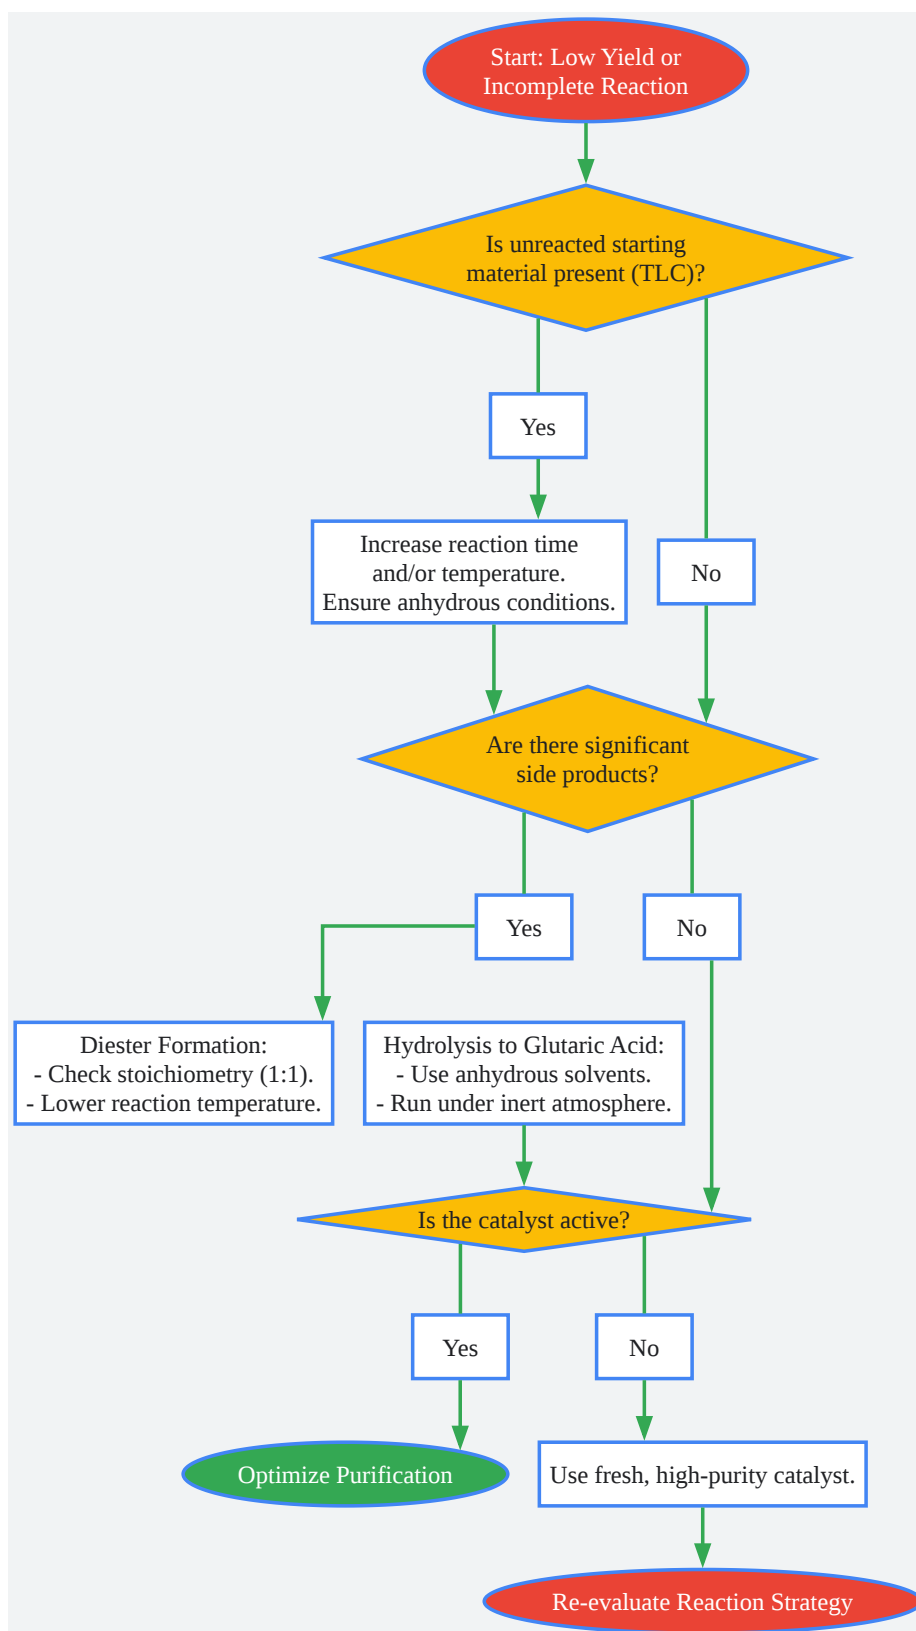 Start: Low Yield or
Incomplete Reaction
Is unreacted starting
material present (TLC)?
Yes
Increase reaction time
and/or temperature.
Ensure anhydrous conditions.
No
Are there significant
side products?
Yes
No
Diester Formation:
- Check stoichiometry (1:1).
- Lower reaction temperature.
Hydrolysis to Glutaric Acid:
- Use anhydrous solvents.
- Run under inert atmosphere.
Is the catalyst active?
Yes
No
Optimize Purification
Use fresh, high-purity catalyst.
Re-evaluate Reaction Strategy